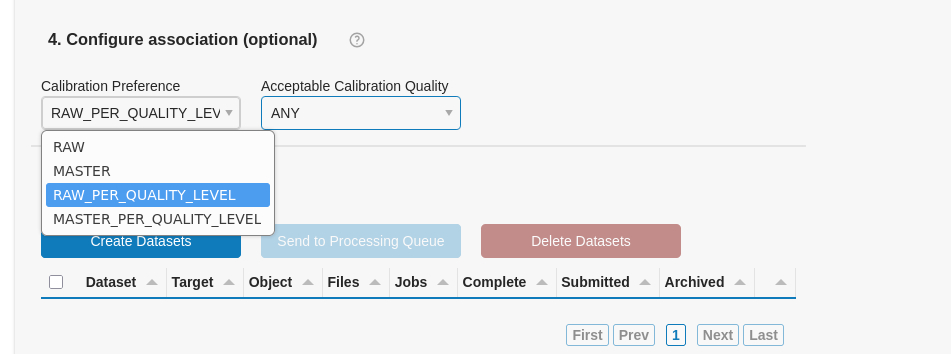 4. Configure association (optional) ?
Calibration Preference Acceptable Calibration Quality
RAW_PER_QUALITY_LEV ANY
RAW
MASTER
RAW_PER_QUALITY_LEVEL
MASTER_PER_QUALITY_LEVEL
Create Datasets Send to Processing Queue Delete Datasets
Dataset Target Object Files Jobs Complete Submitted Archived
First Prev 1 Next Last